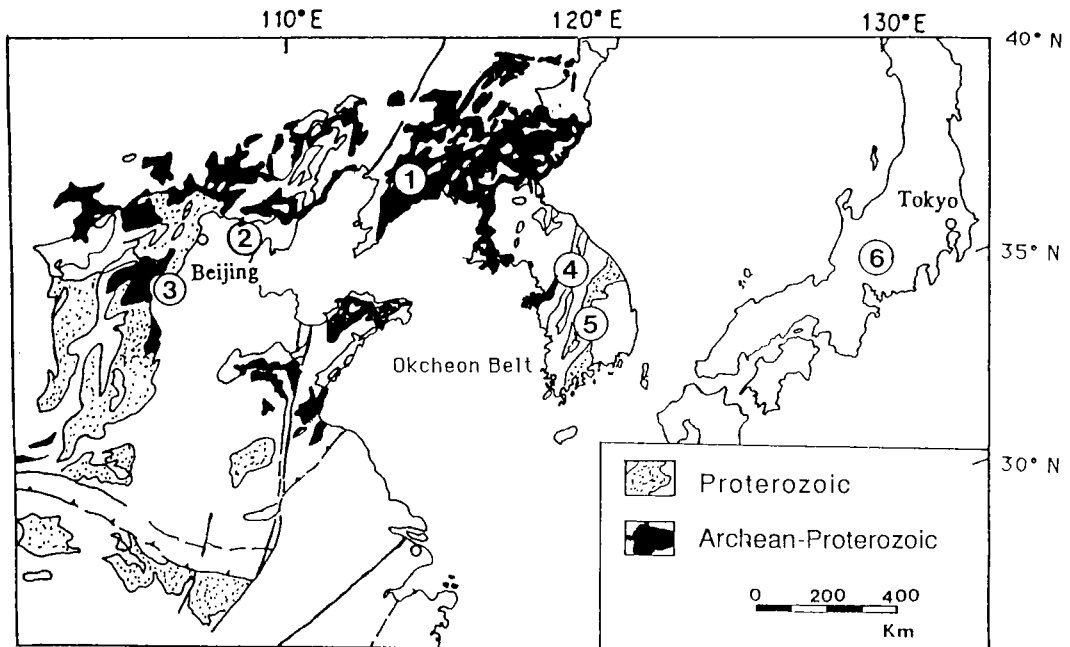 110°E 120°E 130°E
40° N
1
Tokyo
2
35° N
6
Beijing
4
3
5
Okcheon Belt
30° N
Proterozoic
Archean-Proterozoic
0 200 400
Km